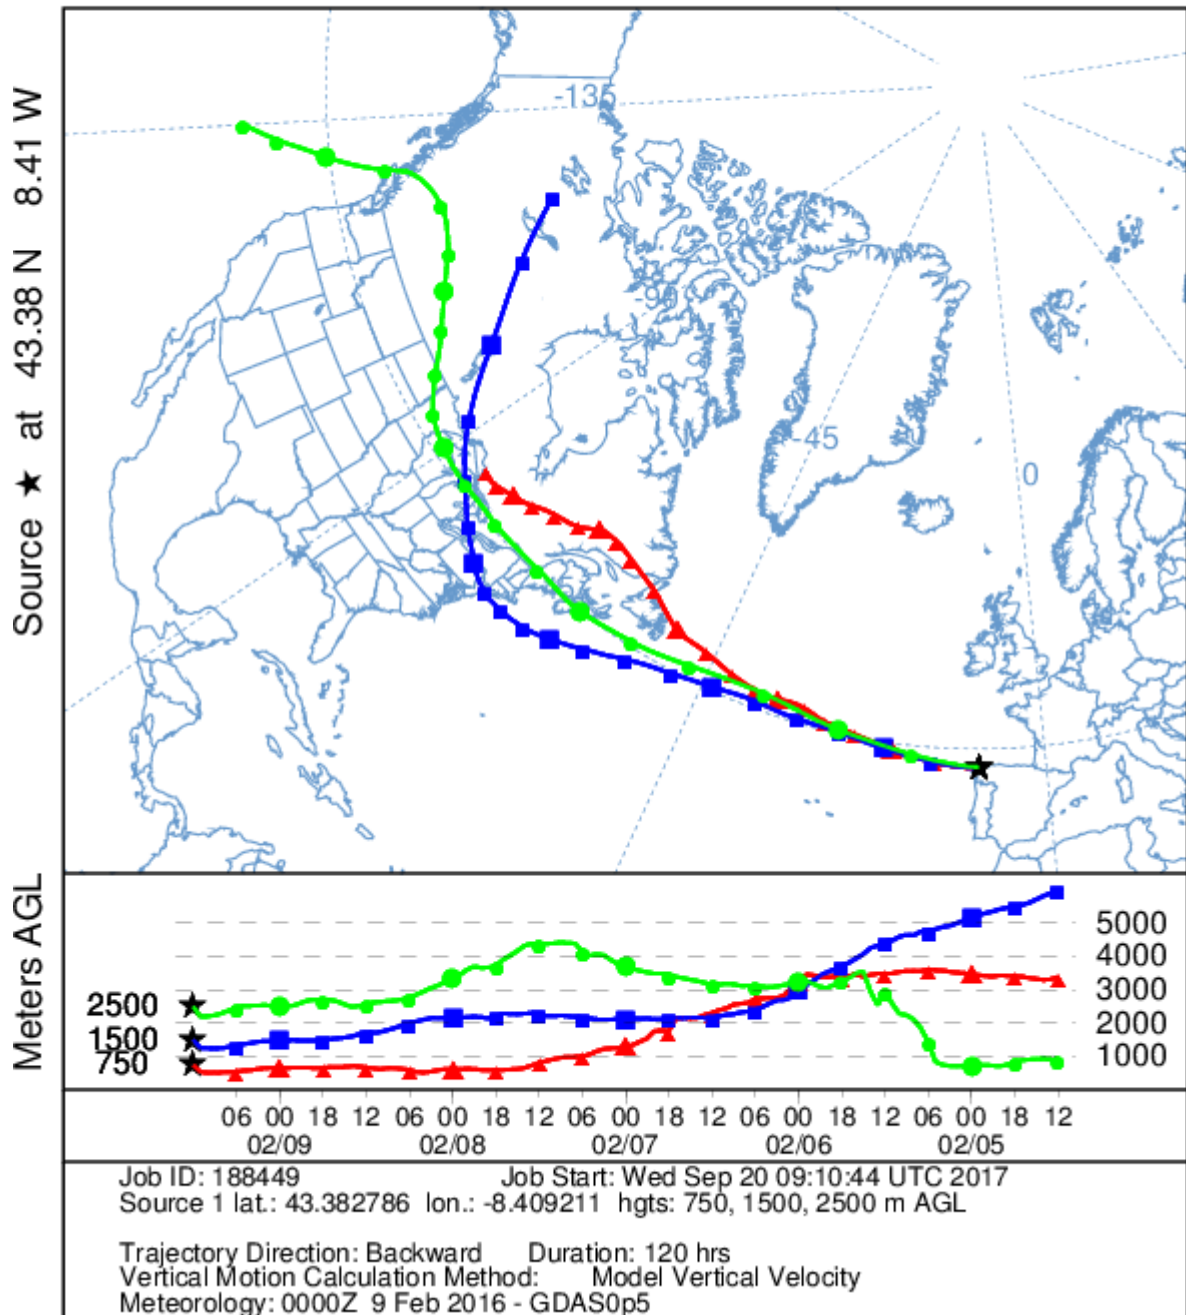 Source ★ at 43.38 N 8.41 W
-135
-90
-45
0
Meters AGL
2500
1500
750
5000
4000
3000
2000
1000
06 00 18 12 06 00 18 12 06 00 18 12 06 00 18 12 06 00 18 12
02/09 02/08 02/07 02/06 02/05
Job ID: 188449 Job Start: Wed Sep 20 09:10:44 UTC 2017
Source 1 lat.: 43.382786 lon.: -8.409211 hgts: 750, 1500, 2500 m AGL
Trajectory Direction: Backward Duration: 120 hrs
Vertical Motion Calculation Method: Model Vertical Velocity
Meteorology: 0000Z 9 Feb 2016 - GDAS0p5